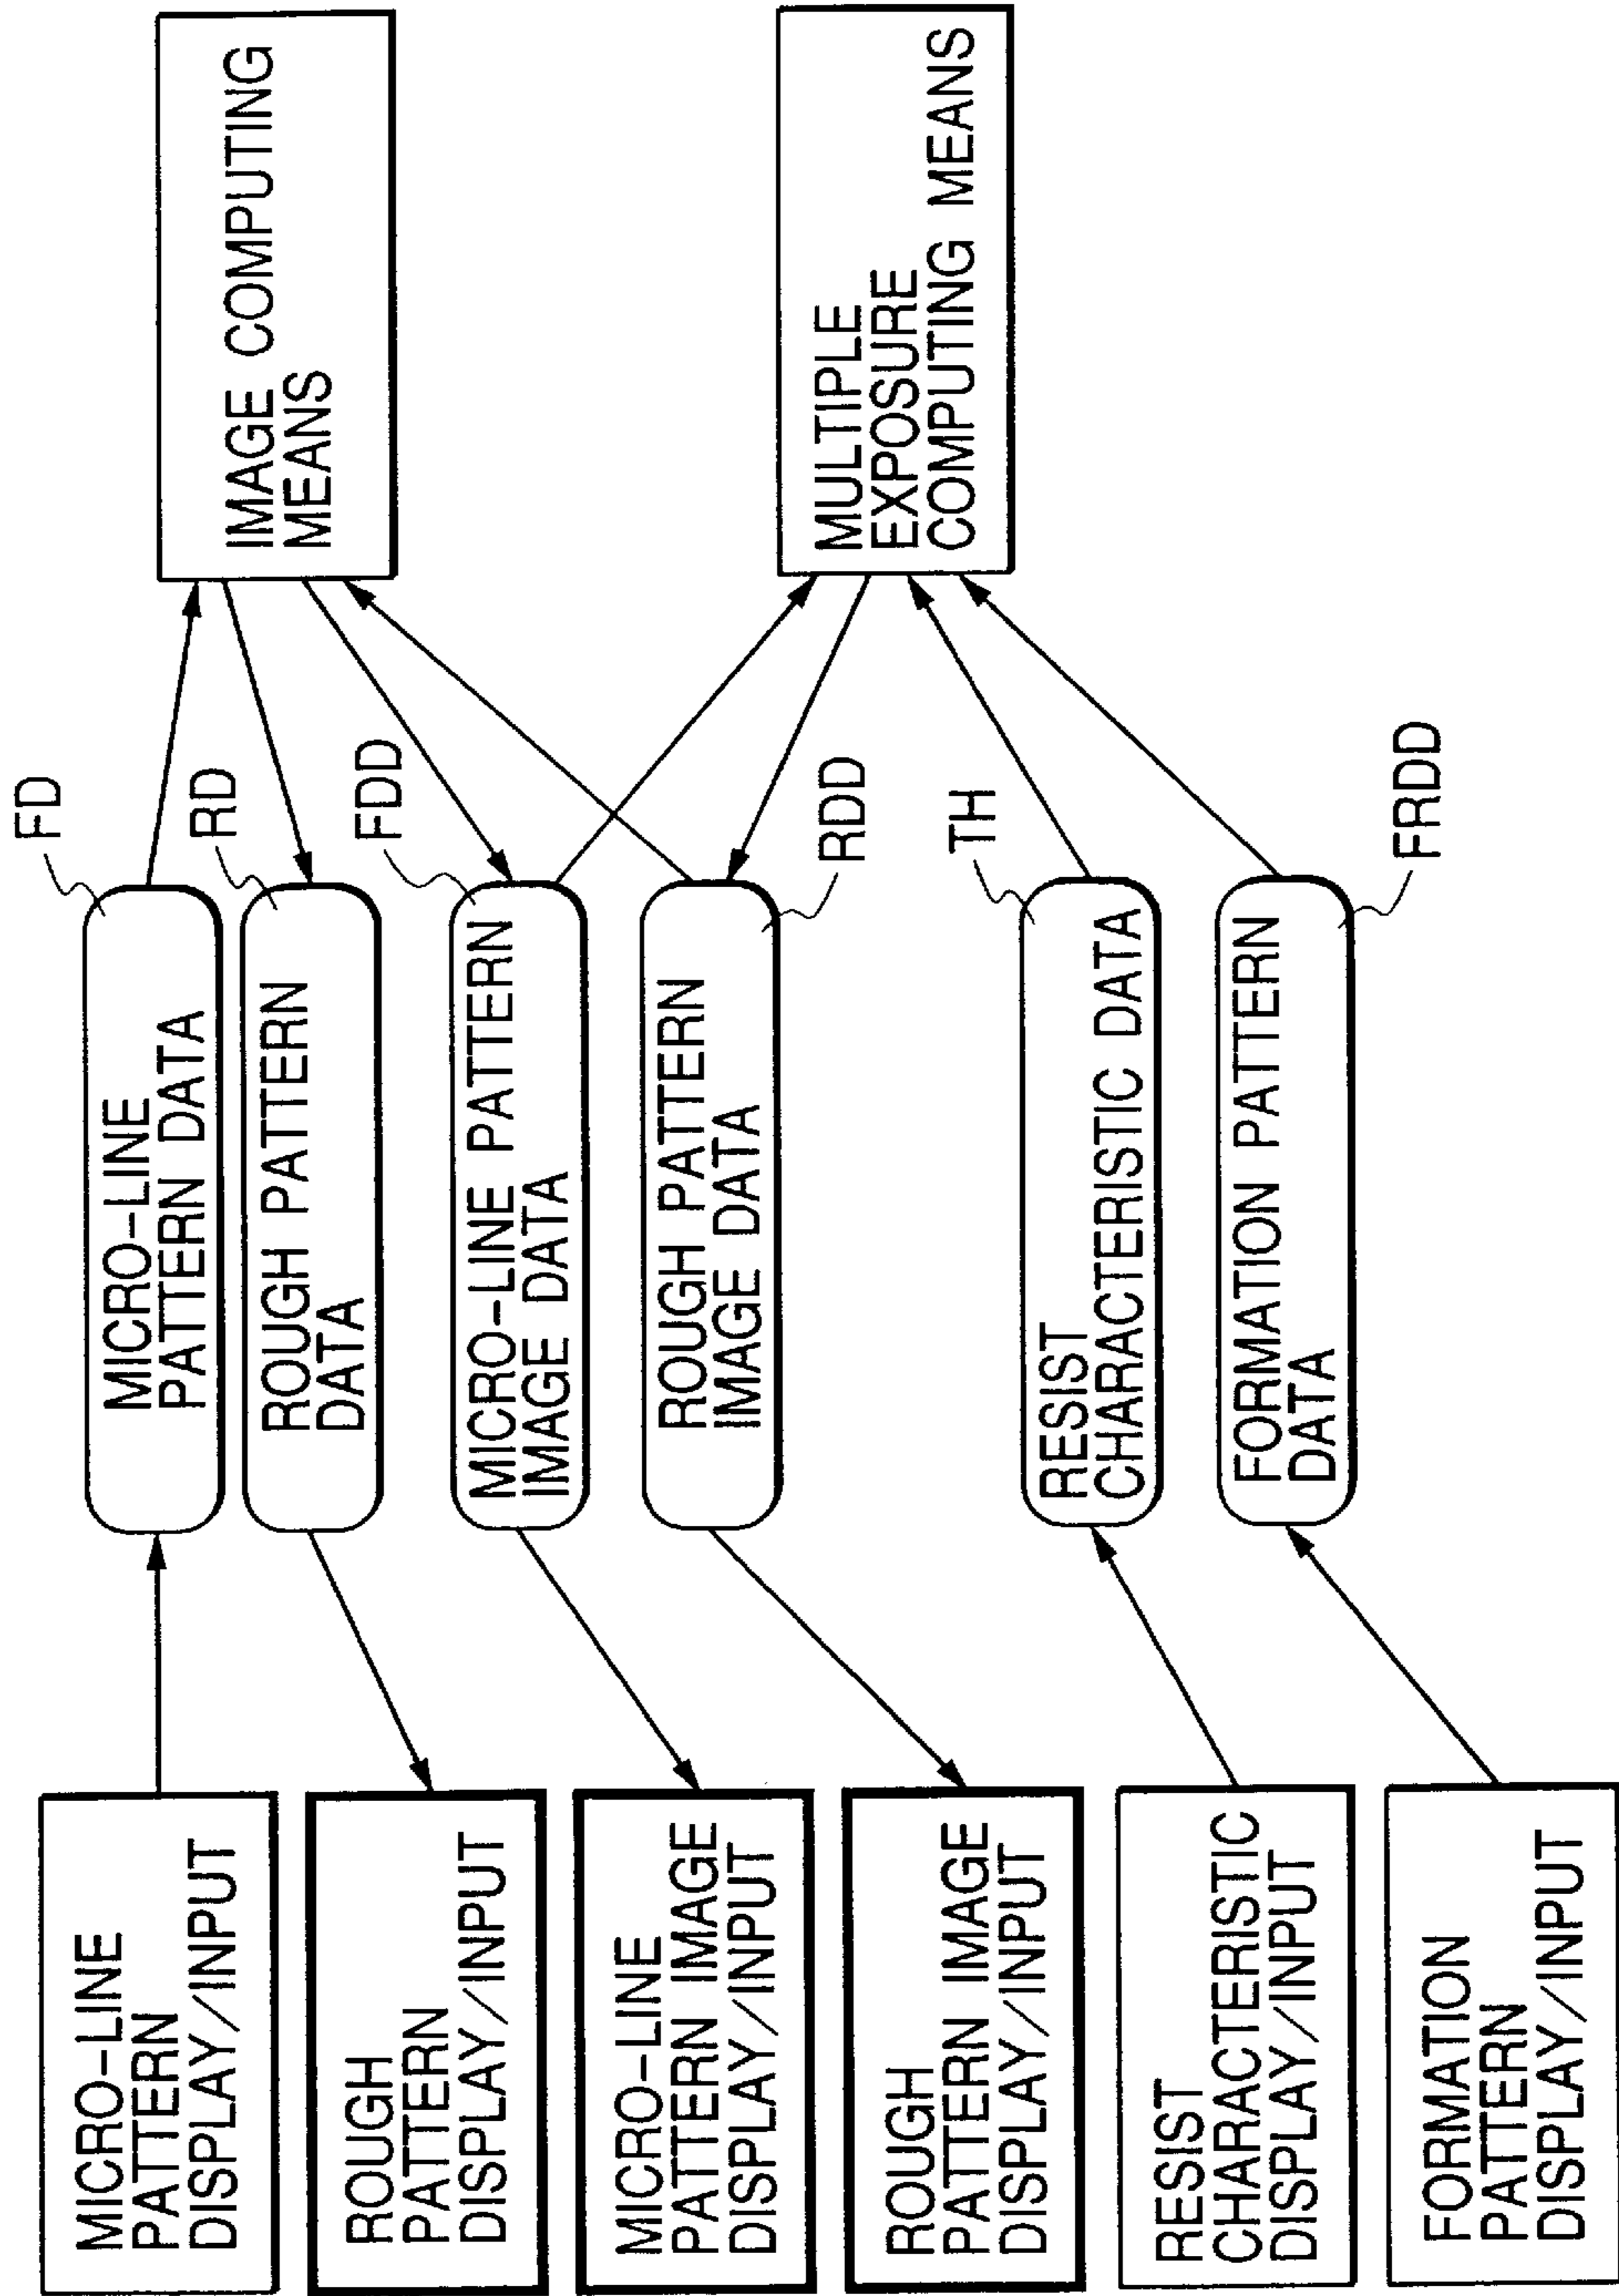 MICRO-LINE
PATTERN
DISPLAY/INPUT
ROUGH
PATTERN
DISPLAY/INPUT
MICRO-LINE
PATTERN IMAGE
DISPLAY/INPUT
ROUGH
PATTERN IMAGE
DISPLAY/INPUT
RESIST
CHARACTERISTIC
DISPLAY/INPUT
FORMATION
PATTERN
DISPLAY/INPUT
FD
MICRO-LINE
PATTERN DATA
RD
ROUGH PATTERN
DATA
FDD
MICRO-LINE PATTERN
IMAGE DATA
ROUGH PATTERN
IMAGE DATA
RDD
TH
RESIST
CHARACTERISTIC DATA
FORMATION PATTERN
DATA
FRDD
IMAGE COMPUTING
MEANS
MULTIPLE
EXPOSURE
COMPUTING MEANS